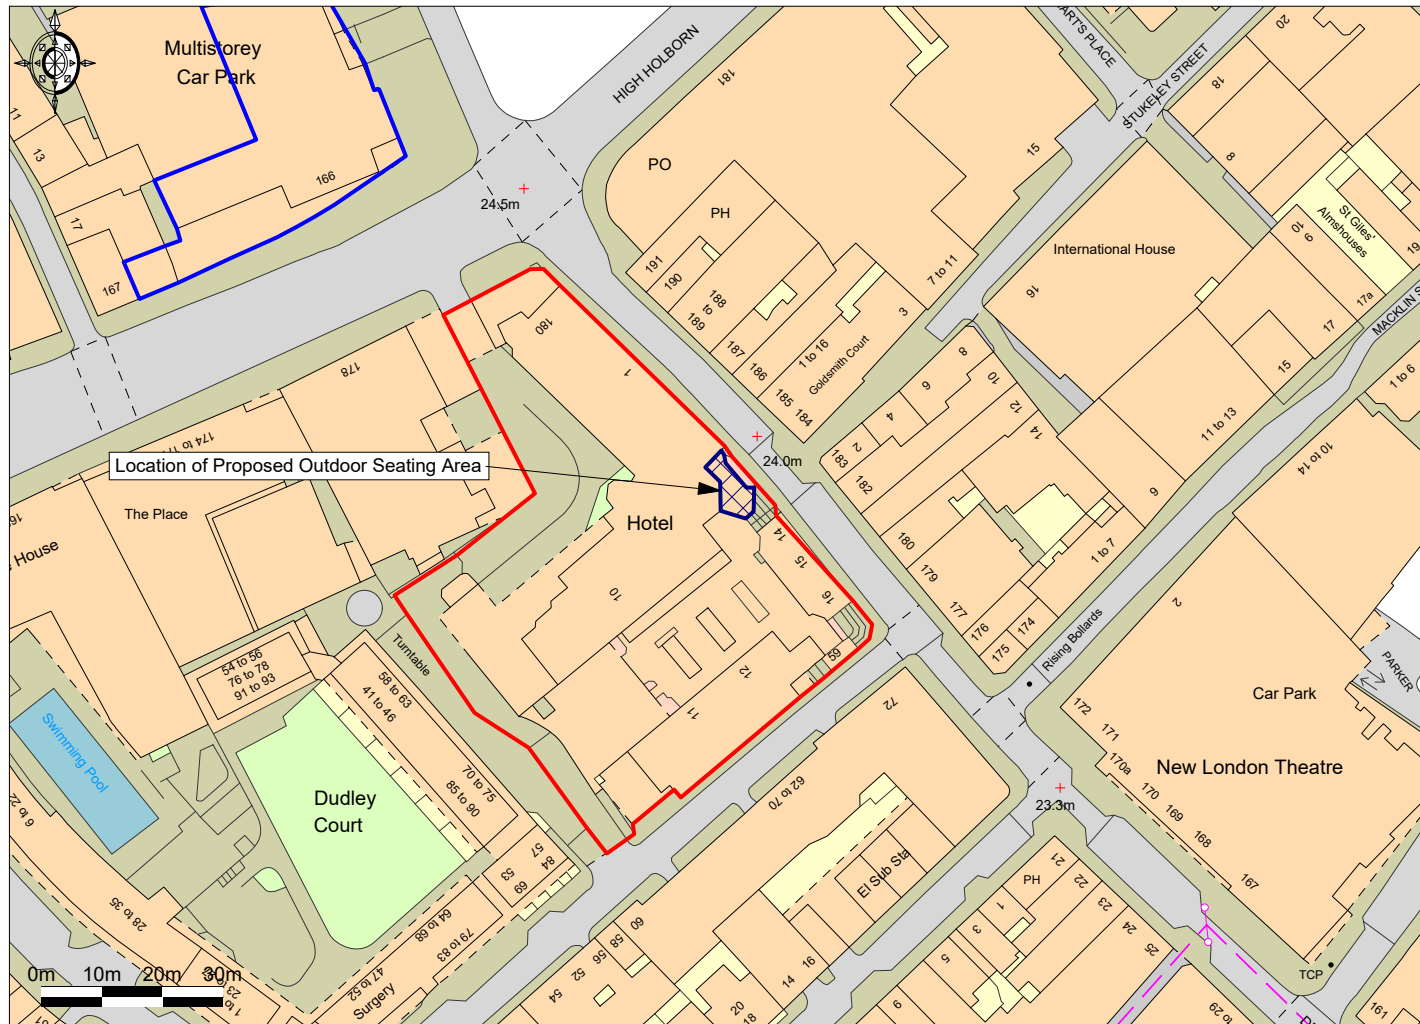 Multistorey
Car Park
11
13
17
166
167
HIGH HOLBORN
181
PO
PH
24.5m
191
190
188
to
189
187
186
185
184
1 to 16
Goldsmith Court
3
7 to 11
15
STUKELEY STREET
20
18
8
International House
16
St Giles'
Almshouses
10
9
17a
17
15
1 to 6
11 to 13
10 to 14
180
1
178
24.0m
Location of Proposed Outdoor Seating Area
The Place
House
Hotel
10
14
15
16
59
12
11
183
182
180
179
177
176
175
174
2
4
6
8
10
12
14
1 to 7
6
2
Rising Bollards
PARKER
Car Park
New London Theatre
172
171
170a
170
169
168
167
23.3m
Turntable
54 to 56
76 to 78
91 to 93
58 to 63
41 to 46
70 to 75
85 to 90
Swimming Pool
Dudley
Court
6 to 22
28 to 35
57
84
53
69
64 to 68
79 to 83
47 to 52
Surgery
72
62 to 70
El Sub Sta
60
58
56
52
54
14
16
20
18
21
22
23
24
25
PH
1
3
5
9
TCP
191
0m 10m 20m 30m